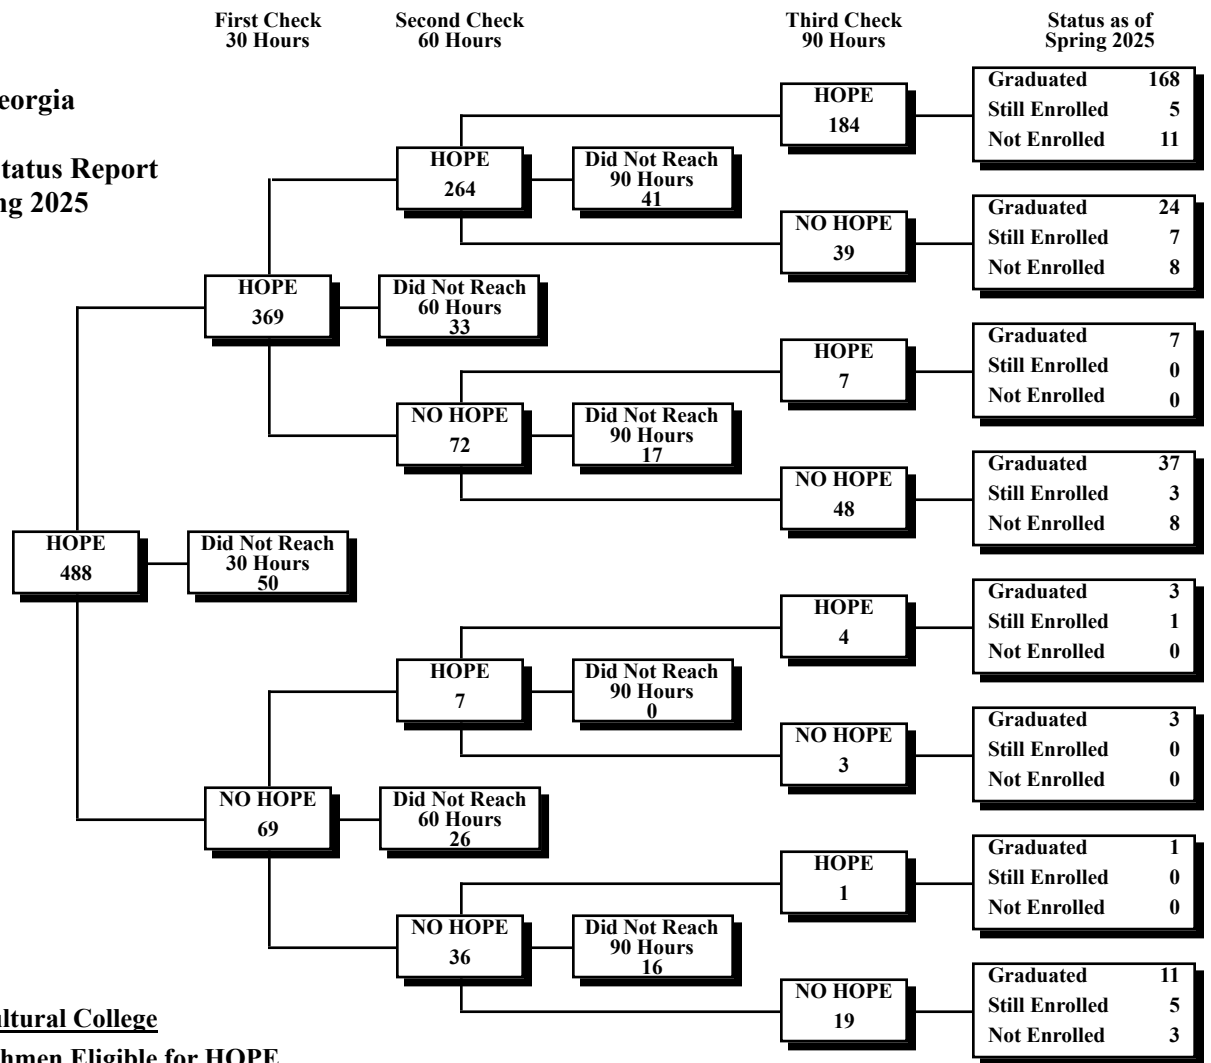 First Check
30 Hours
Second Check
60 Hours
Third Check
90 Hours
Status as of
Spring 2025
Status Report
2025
HOPE
184
Graduated 168
Still Enrolled 5
Not Enrolled 11
HOPE
264
Did Not Reach
90 Hours
41
NO HOPE
39
Graduated 24
Still Enrolled 7
Not Enrolled 8
HOPE
369
Did Not Reach
60 Hours
33
HOPE
7
Graduated 7
Still Enrolled 0
Not Enrolled 0
NO HOPE
72
Did Not Reach
90 Hours
17
NO HOPE
48
Graduated 37
Still Enrolled 3
Not Enrolled 8
HOPE
488
Did Not Reach
30 Hours
50
HOPE
4
Graduated 3
Still Enrolled 1
Not Enrolled 0
HOPE
7
Did Not Reach
90 Hours
0
NO HOPE
3
Graduated 3
Still Enrolled 0
Not Enrolled 0
NO HOPE
69
Did Not Reach
60 Hours
26
HOPE
1
Graduated 1
Still Enrolled 0
Not Enrolled 0
NO HOPE
36
Did Not Reach
90 Hours
16
NO HOPE
19
Graduated 11
Still Enrolled 5
Not Enrolled 3
College
Eligible for HOPE